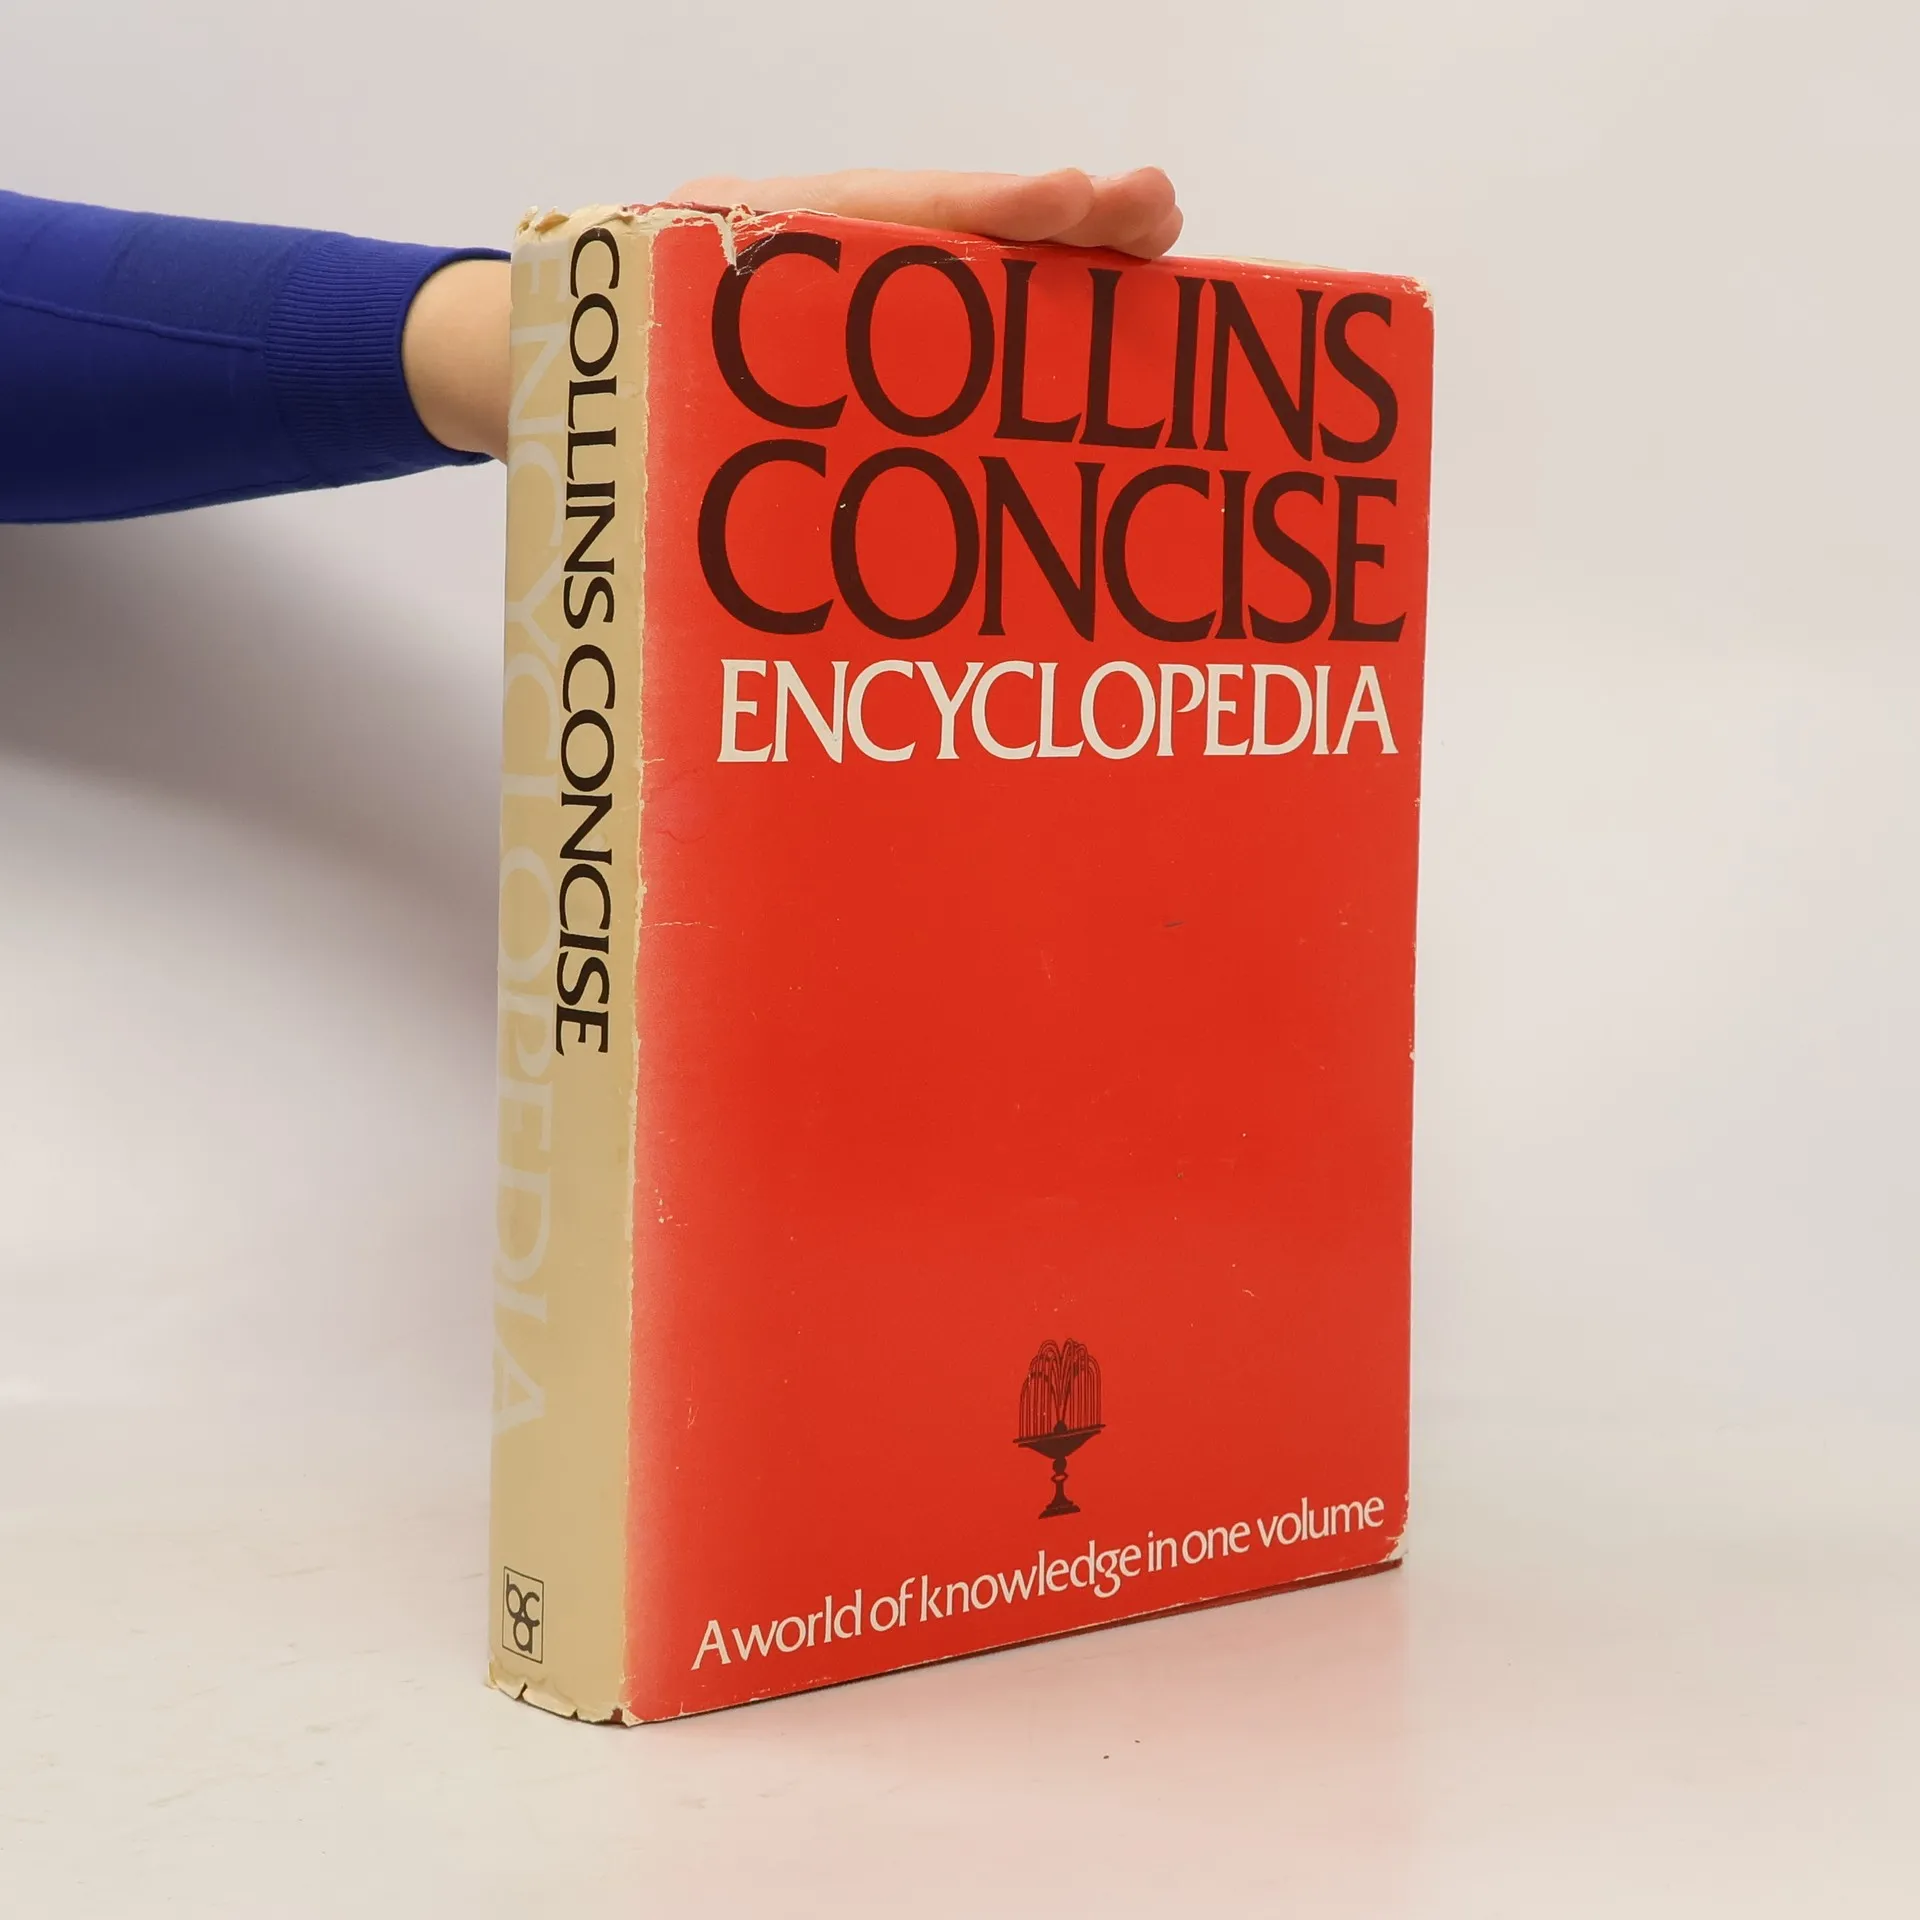 COLLINS CONCISE
ENCYCLOPEDIA
bca
COLLINS
CONCISE
ENCYCLOPEDIA
A world of knowledge in one volume